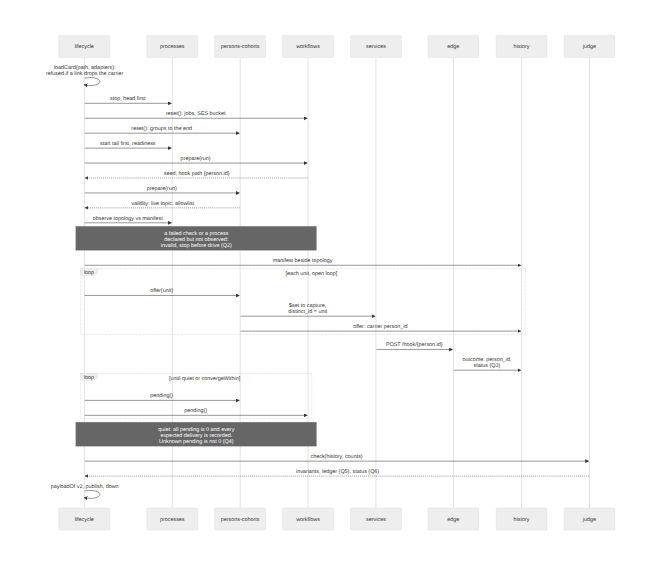 lifecycle
processes
persons-cohorts
workflows
services
edge
history
judge
loadCard(path, adapters):
refused if a link drops the carrier
stop, head first
reset(): jobs, SES bucket
reset(): groups to the end
start tail first, readiness
prepare(run)
seed, hook path {person.id}
prepare(run)
validity: live topic, allowlist
observe topology vs manifest
a failed check or a process
declared but not observed:
invalid, stop before drive (Q2)
manifest beside topology
loop
[each unit, open loop]
offer(unit)
$set to capture,
distinct_id = unit
offer: carrier person_id
POST /hook/{person.id}
outcome: person_id,
status (Q3)
loop
[until quiet or convergeWithin]
pending()
pending()
quiet: all pending is 0 and every
expected delivery is recorded.
Unknown pending is not 0 (Q4)
check(history, counts)
invariants, ledger (Q5), status (Q6)
payloadOf v2, publish, down
lifecycle
processes
persons-cohorts
workflows
services
edge
history
judge